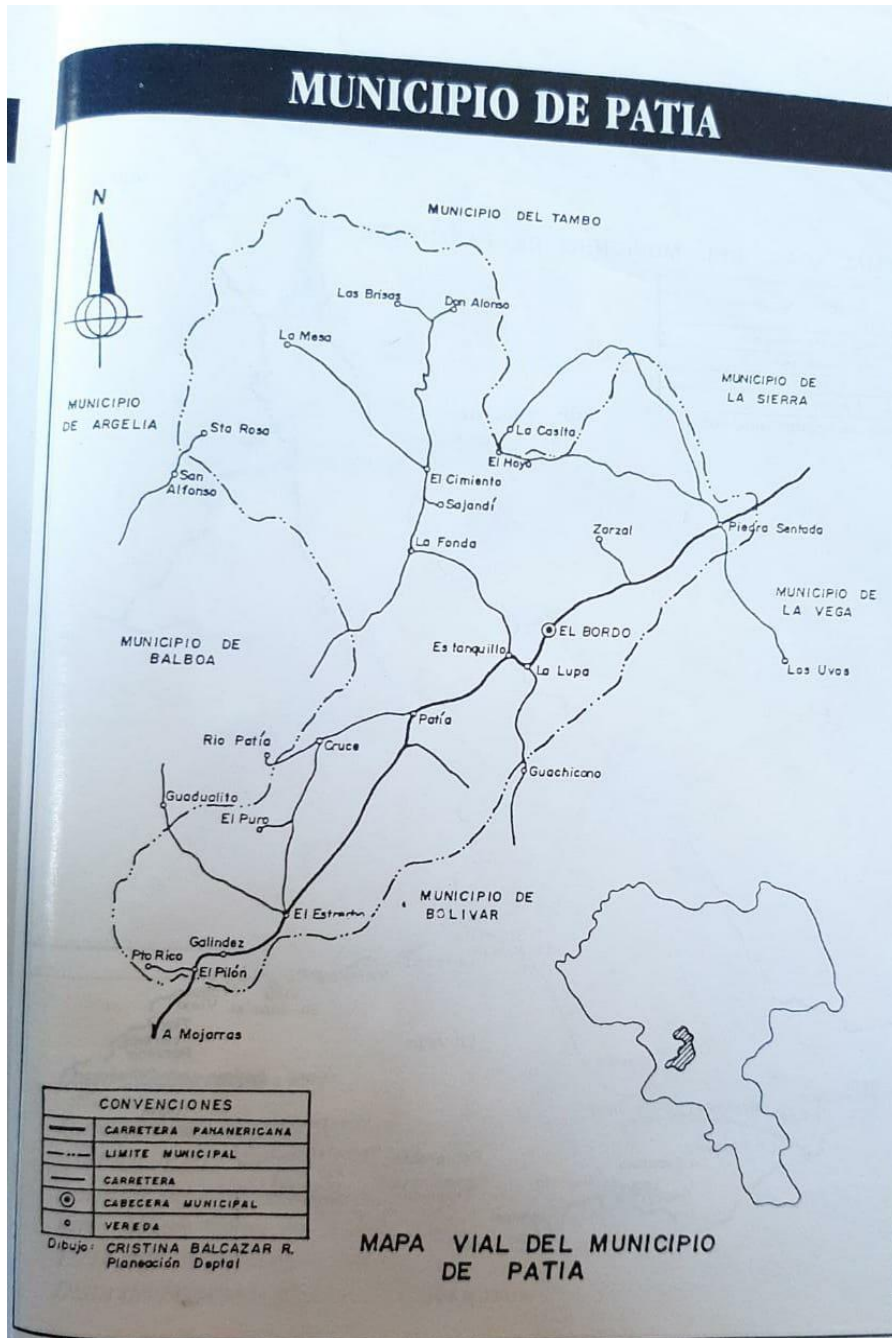 MUNICIPIO DE PATIA
N
MUNICIPIO DEL TAMBO
Las Brisas
Don Alonso
La Mesa
MUNICIPIO DE
LA SIERRA
MUNICIPIO
DE ARGELIA
Sta Rosa
La Casita
El Hoyo
San
Alfonso
El Cimiento
Sajandí
Piedra Sentada
Zarzal
La Fonda
MUNICIPIO DE
LA VEGA
EL BORDO
MUNICIPIO DE
BALBOA
Estanquillo
La Lupa
Las Uvas
Patía
Rio Patía
Cruce
Guachicono
Guadualito
El Puro
MUNICIPIO DE
BOLIVAR
El Estrecho
Galindez
Pto Rico
El Pilón
A Mojarras
CONVENCIONES
CARRETERA PANANERICANA
LIMITE MUNICIPAL
CARRETERA
CABECERA MUNICIPAL
VEREDA
Dibujo: CRISTINA BALCAZAR R.
Planeación Deptal
MAPA VIAL DEL MUNICIPIO
DE PATIA